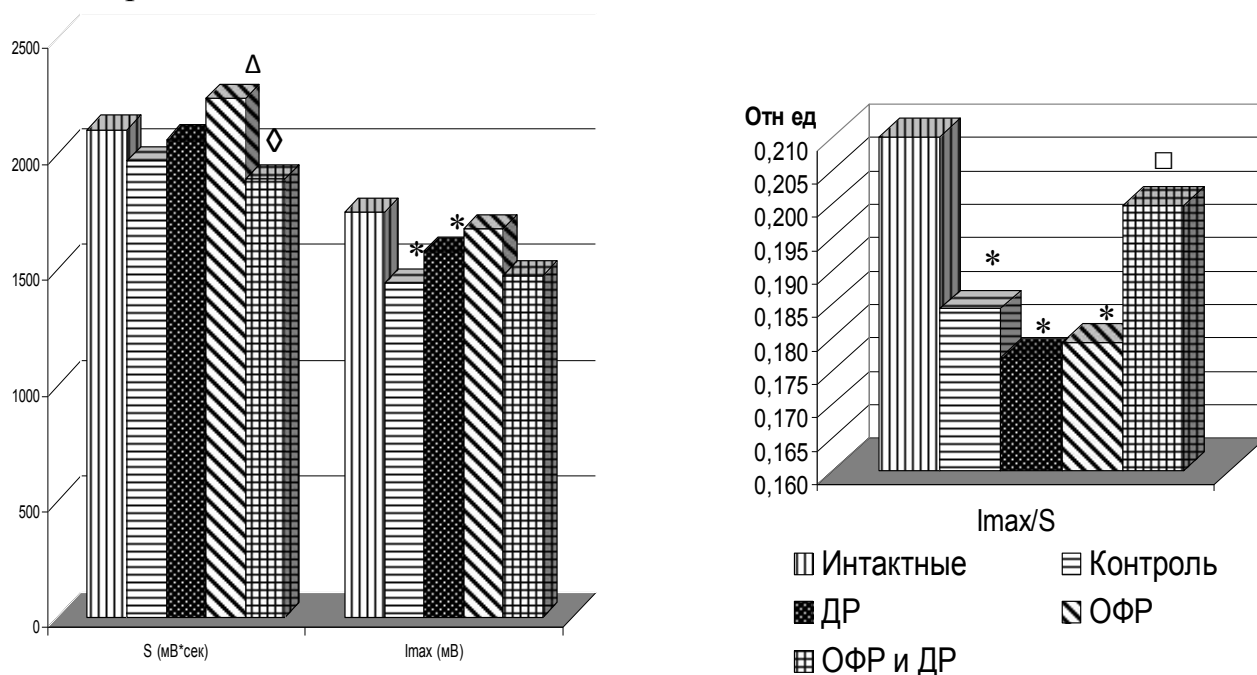 2500
2000
1500
1000
500
0
Δ
◊
*
*
S (мВ*сек)
Imax (мВ)
Отн ед
0,210
0,205
0,200
0,195
0,190
0,185
0,180
0,175
0,170
0,165
0,160
□
*
*
*
Imax/S
Интактные
Контроль
ДР
ОФР
ОФР и ДР